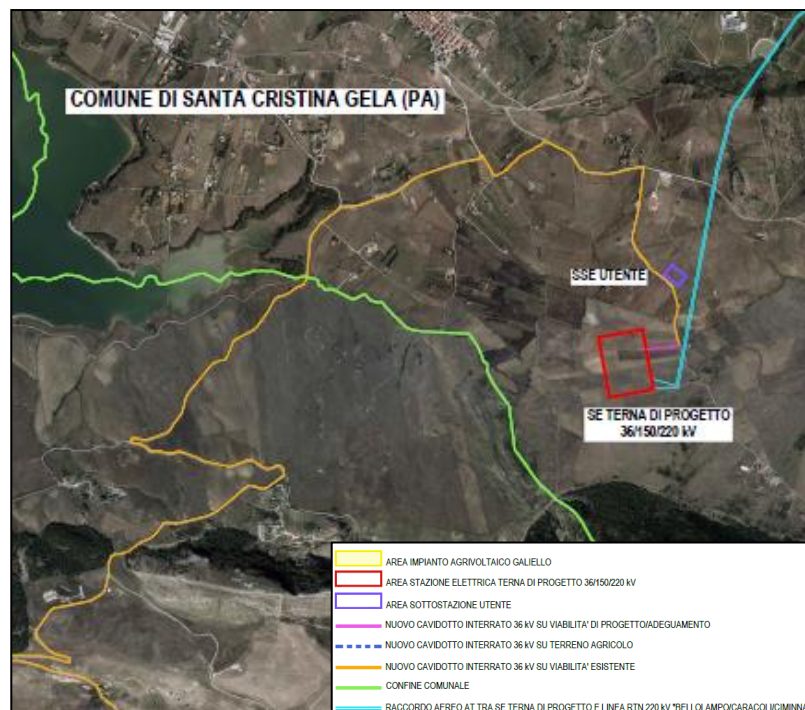 COMUNE DI SANTA CRISTINA GELA (PA)
SSE UTENTE
SE TERNA DI PROGETTO
36/150/220 kV
AREA IMPIANTO AGRIVOLTAICO GALIELLO
AREA STAZIONE ELETTRICA TERNA DI PROGETTO 36/150/220 kV
AREA SOTTOSTAZIONE UTENTE
NUOVO CAVIDOTTO INTERRATO 36 kV SU VIABILITA' DI PROGETTO/ADEGUAMENTO
NUOVO CAVIDOTTO INTERRATO 36 kV SU TERRENO AGRICOLO
NUOVO CAVIDOTTO INTERRATO 36 kV SU VIABILITA' ESISTENTE
CONFINE COMUNALE
RACCORDO AEREO AT TRA SE TERNA DI PROGETTO E LINEA RTN 220 kV "BELLOLAMPO/CARACOLI/CIMINNA